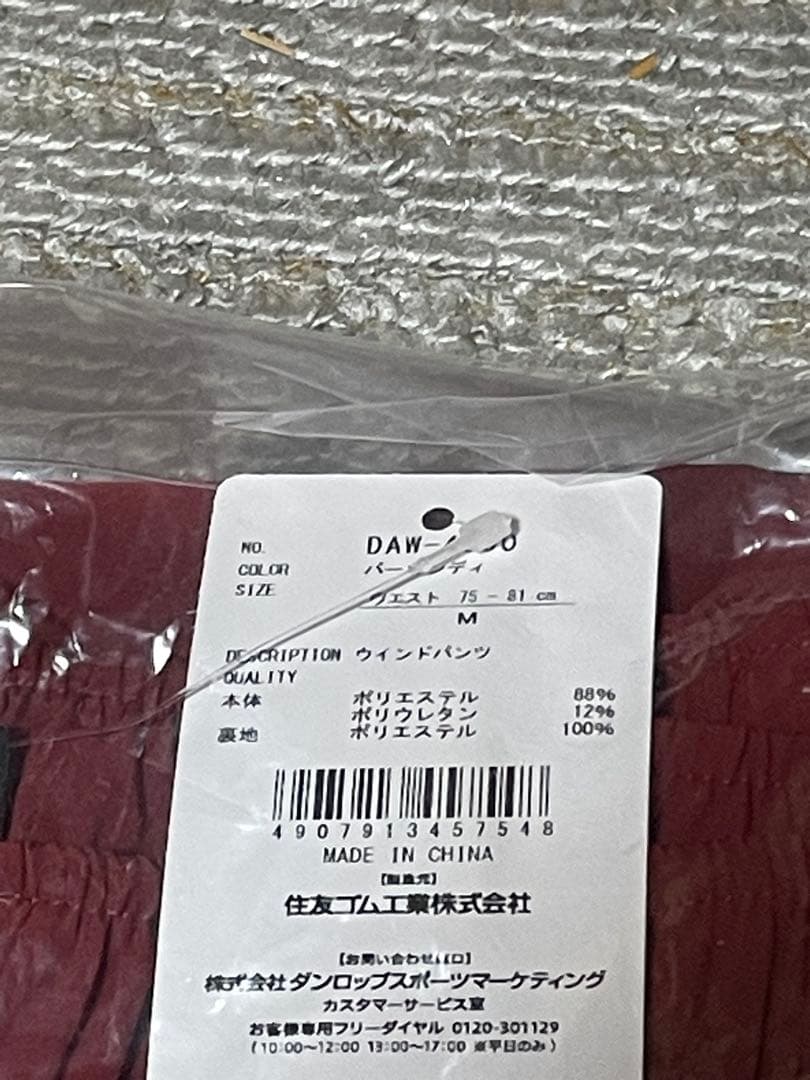 NO.
COLOR
SIZE ウエスト 75 - 81 cm
M
DESCRIPTION ウインドパンツ
QUALITY
本体 ポリエステル 88%
ポリウレタン 12%
裏地 ポリエステル 100%
4907913457548
MADE IN CHINA
【製造元】
住友ゴム工業株式会社
【お問い合わせ窓口】
株式会社 ダンロップスポーツマーケティング
カスタマーサービス室
お客様専用フリーダイヤル 0120-301129
(10:00〜12:00 13:00〜17:00 ※平日のみ)